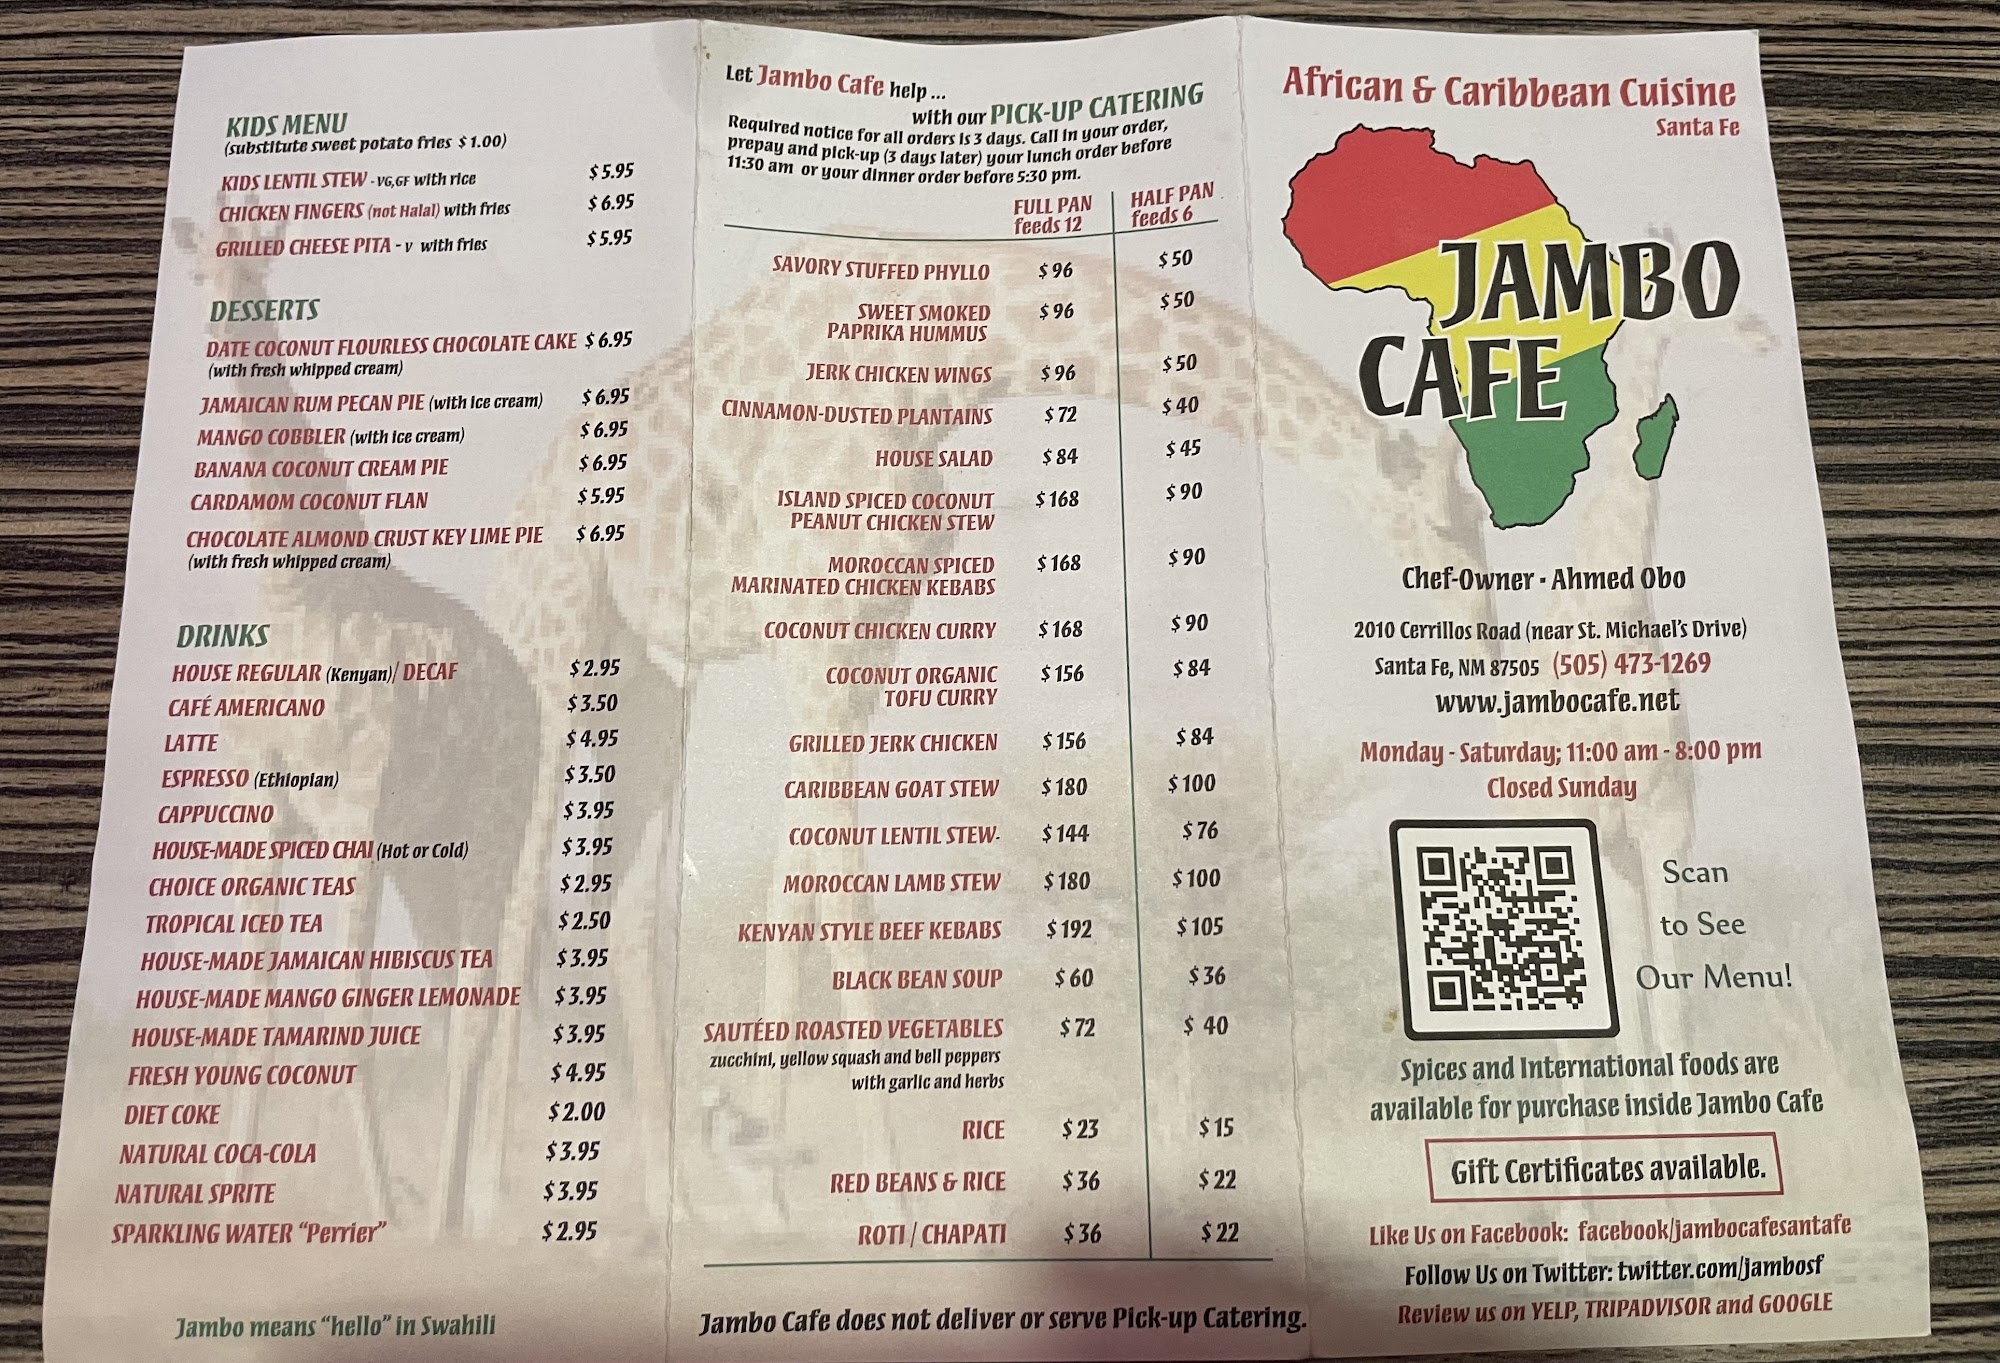 KIDS MENU
(substitute sweet potato fries $1.00)
KIDS LENTIL STEW - VG,GF with rice $5.95
CHICKEN FINGERS (not Halal) with fries $6.95
GRILLED CHEESE PITA - V with fries $5.95
DESSERTS
DATE COCONUT FLOURLESS CHOCOLATE CAKE $6.95
(with fresh whipped cream)
JAMAICAN RUM PECAN PIE (with ice cream) $6.95
MANGO COBBLER (with ice cream) $6.95
BANANA COCONUT CREAM PIE $6.95
CARDAMOM COCONUT FLAN $5.95
CHOCOLATE ALMOND CRUST KEY LIME PIE $6.95
(with fresh whipped cream)
DRINKS
HOUSE REGULAR (Kenyan)/ DECAF $2.95
CAFÉ AMERICANO $3.50
LATTE $4.95
ESPRESSO (Ethiopian) $3.50
CAPPUCCINO $3.95
HOUSE-MADE SPICED CHAI (Hot or Cold) $3.95
CHOICE ORGANIC TEAS $2.95
TROPICAL ICED TEA $2.50
HOUSE-MADE JAMAICAN HIBISCUS TEA $3.95
HOUSE-MADE MANGO GINGER LEMONADE $3.95
HOUSE-MADE TAMARIND JUICE $3.95
FRESH YOUNG COCONUT $4.95
DIET COKE $2.00
NATURAL COCA-COLA $3.95
NATURAL SPRITE $3.95
SPARKLING WATER "Perrier" $2.95
Jambo means "hello" in Swahili
Let Jambo Cafe help ...
with our PICK-UP CATERING
Required notice for all orders is 3 days. Call in your order,
prepay and pick-up (3 days later) your lunch order before
11:30 am or your dinner order before 5:30 pm.
FULL PAN HALF PAN
feeds 12 feeds 6
SAVORY STUFFED PHYLLO $96 $50
SWEET SMOKED $96 $50
PAPRIKA HUMMUS
JERK CHICKEN WINGS $96 $50
CINNAMON-DUSTED PLANTAINS $72 $40
HOUSE SALAD $84 $45
ISLAND SPICED COCONUT $168 $90
PEANUT CHICKEN STEW
MOROCCAN SPICED $168 $90
MARINATED CHICKEN KEBABS
COCONUT CHICKEN CURRY $168 $90
COCONUT ORGANIC $156 $84
TOFU CURRY
GRILLED JERK CHICKEN $156 $84
CARIBBEAN GOAT STEW $180 $100
COCONUT LENTIL STEW- $144 $76
MOROCCAN LAMB STEW $180 $100
KENYAN STYLE BEEF KEBABS $192 $105
BLACK BEAN SOUP $60 $36
SAUTÉED ROASTED VEGETABLES $72 $40
zucchini, yellow squash and bell peppers
with garlic and herbs
RICE $23 $15
RED BEANS & RICE $36 $22
ROTI / CHAPATI $36 $22
Jambo Cafe does not deliver or serve Pick-up Catering.
African & Caribbean Cuisine
Santa Fe
JAMBO
CAFE
Chef-Owner • Ahmed Obo
2010 Cerrillos Road (near St. Michael's Drive)
Santa Fe, NM 87505 (505) 473-1269
www.jambocafe.net
Monday - Saturday; 11:00 am - 8:00 pm
Closed Sunday
Scan
to See
Our Menu!
Spices and International foods are
available for purchase inside Jambo Cafe
Gift Certificates available.
Like Us on Facebook: facebook/jambocafesantafe
Follow Us on Twitter: twitter.com/jambosf
Review us on YELP, TRIPADVISOR and GOOGLE